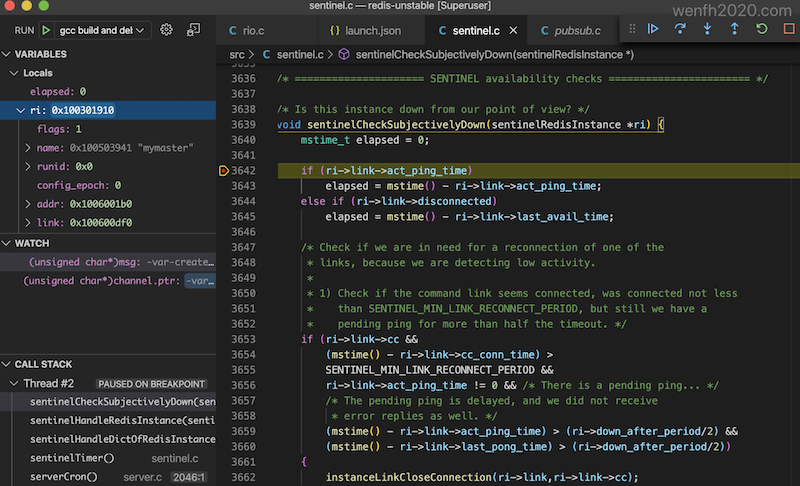 sentinel.c — redis-unstable [Superuser]
wenfh2020.com
RUN gcc build and del
rio.c
launch.json
sentinel.c
pubsub.c
src > sentinel.c > sentinelCheckSubjectivelyDown(sentinelRedisInstance *)
VARIABLES
Locals
elapsed: 0
ri: 0x100301910
flags: 1
name: 0x100503941 "mymaster"
runid: 0x0
config_epoch: 0
addr: 0x1006001b0
link: 0x100600df0
WATCH
(unsigned char*)msg: -var-create…
(unsigned char*)channel.ptr: -va…
CALL STACK
Thread #2 PAUSED ON BREAKPOINT
sentinelCheckSubjectivelyDown(sen
sentinelHandleRedisInstance(senti
sentinelHandleDictOfRedisInstance
sentinelTimer() sentinel.c
serverCron() server.c 2046:1
3636 /* ====================== SENTINEL availability checks ======================== */
3637
3638 /* Is this instance down from our point of view? */
3639 void sentinelCheckSubjectivelyDown(sentinelRedisInstance *ri) {
3640 mstime_t elapsed = 0;
3641
3642 if (ri->link->act_ping_time)
3643 elapsed = mstime() - ri->link->act_ping_time;
3644 else if (ri->link->disconnected)
3645 elapsed = mstime() - ri->link->last_avail_time;
3646
3647 /* Check if we are in need for a reconnection of one of the
3648 * links, because we are detecting low activity.
3649 *
3650 * 1) Check if the command link seems connected, was connected not less
3651 * than SENTINEL_MIN_LINK_RECONNECT_PERIOD, but still we have a
3652 * pending ping for more than half the timeout. */
3653 if (ri->link->cc &&
3654 (mstime() - ri->link->cc_conn_time) >
3655 SENTINEL_MIN_LINK_RECONNECT_PERIOD &&
3656 ri->link->act_ping_time != 0 && /* There is a pending ping... */
3657 /* The pending ping is delayed, and we did not receive
3658 * error replies as well. */
3659 (mstime() - ri->link->act_ping_time) > (ri->down_after_period/2) &&
3660 (mstime() - ri->link->last_pong_time) > (ri->down_after_period/2))
3661 {
3662 instanceLinkCloseConnection(ri->link,ri->link->cc);